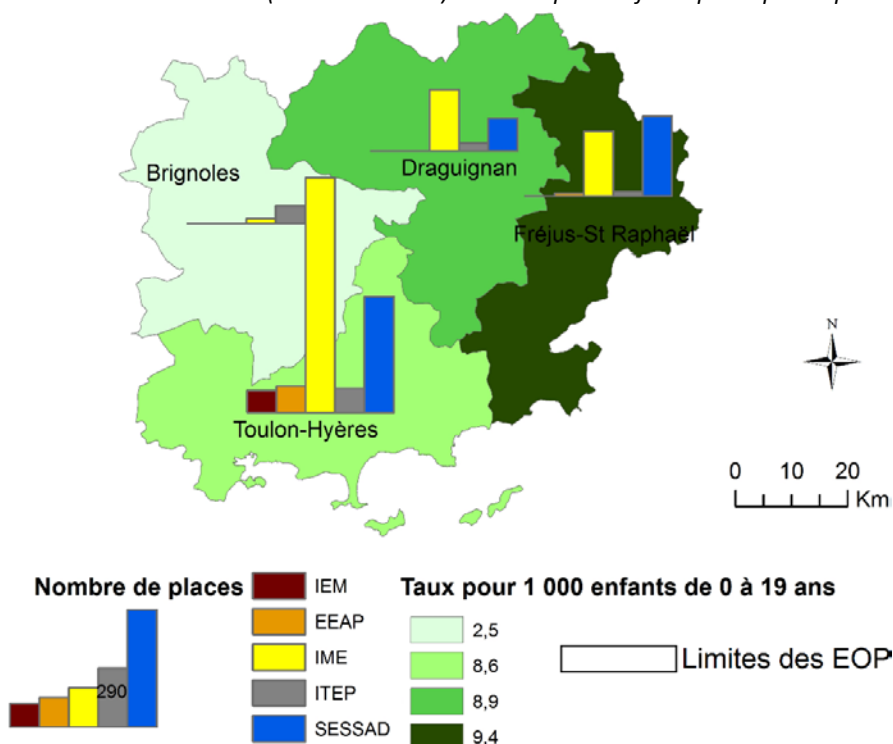 Brignoles
Draguignan
Fréjus-St Raphaël
Toulon-Hyères
N
0 10 20
Km
Nombre de places
290
IEM
EEAP
IME
ITEP
SESSAD
Taux pour 1 000 enfants de 0 à 19 ans
2,5
8,6
8,9
9,4
Limites des EOP